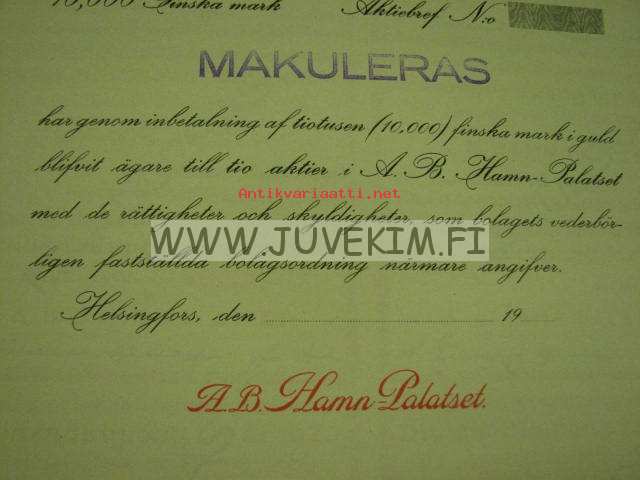 10,000 Finska mark Aktiebref N:o
MAKULERAS
har genom inbetalning af tiotusen (10,000) finska mark i guld
blifvit ägare till tio aktier i A. B. Hamn-Palatset
Antikvariaatti.net
med de rättigheter och skyldigheter, som bolagets vederbör-
WWW.JUVEKIM.FI
ligen fastställda bolagsordning närmare angifver.
Helsingfors, den 19
A.B. Hamn-Palatset.